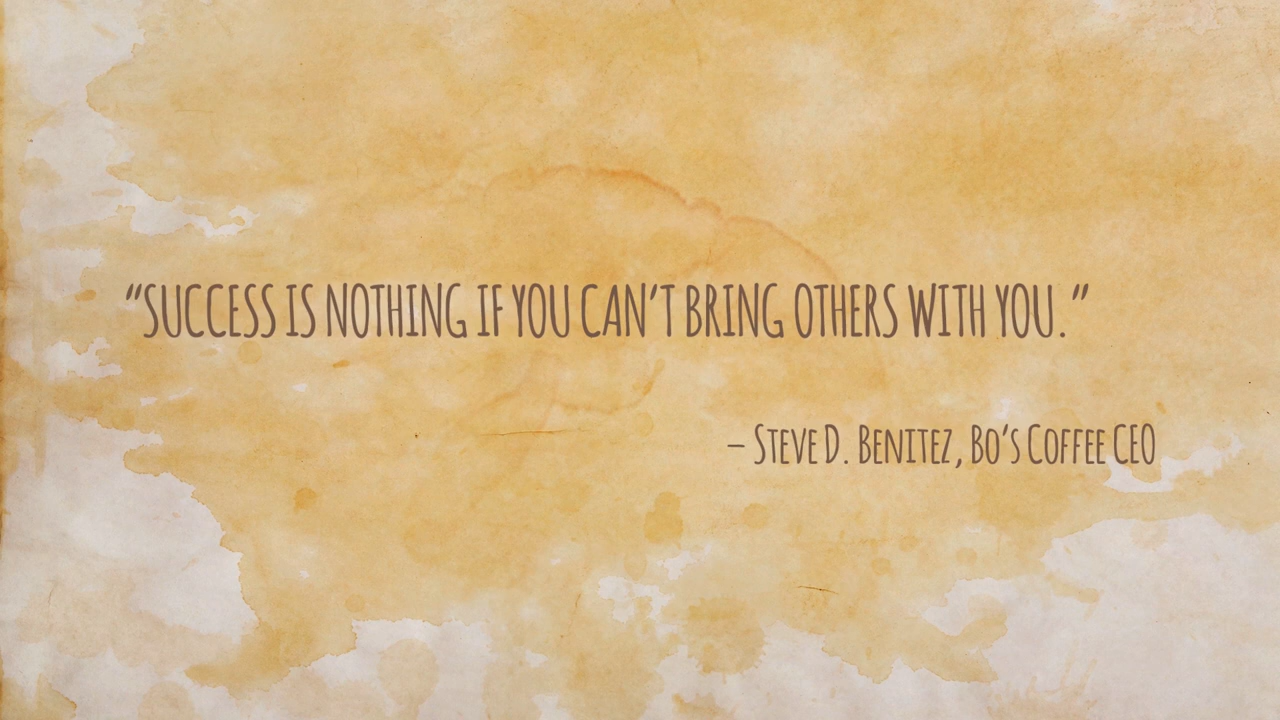 “SUCCESS IS NOTHING IF YOU CAN’T BRING OTHERS WITH YOU.”
– STEVE D. BENITEZ, BO’S COFFEE CEO